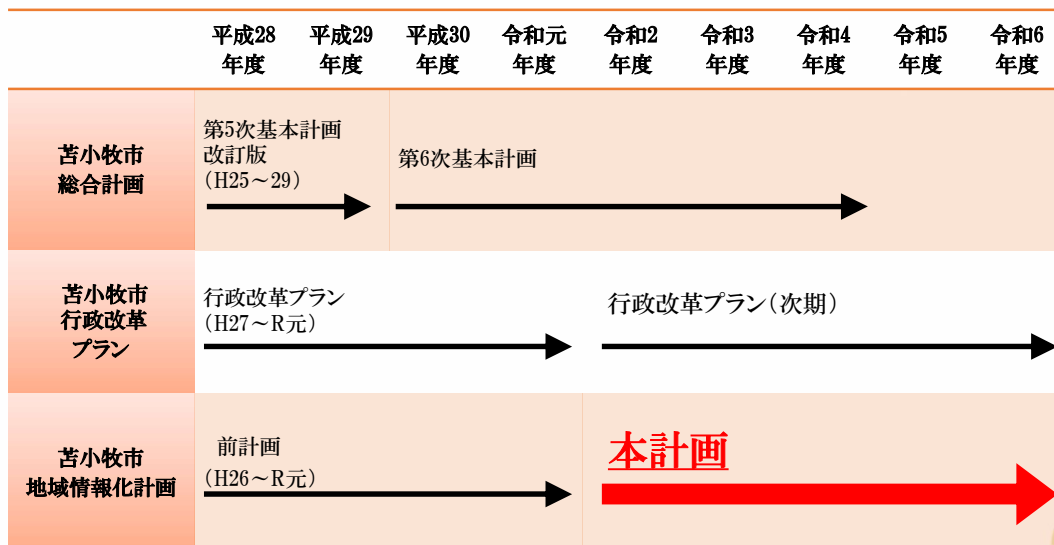 平成28
年度
平成29
年度
平成30
年度
令和元
年度
令和2
年度
令和3
年度
令和4
年度
令和5
年度
令和6
年度
苫小牧市
総合計画
第5次基本計画
改訂版
（H25～29）
第6次基本計画
苫小牧市
行政改革
プラン
行政改革プラン
（H27～R元）
行政改革プラン（次期）
苫小牧市
地域情報化計画
前計画
（H26～R元）
本計画